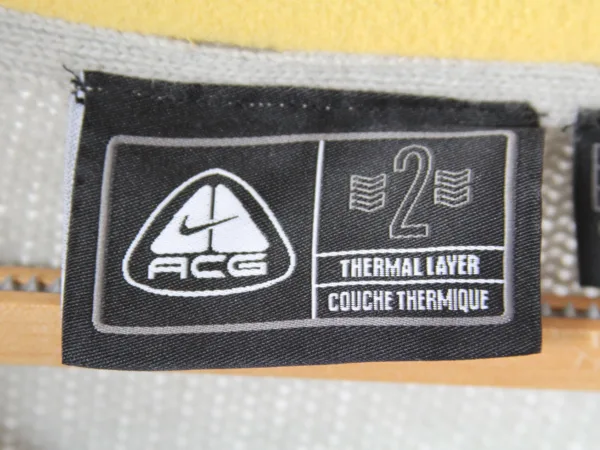 ACG
2
THERMAL LAYER
COUCHE THERMIQUE